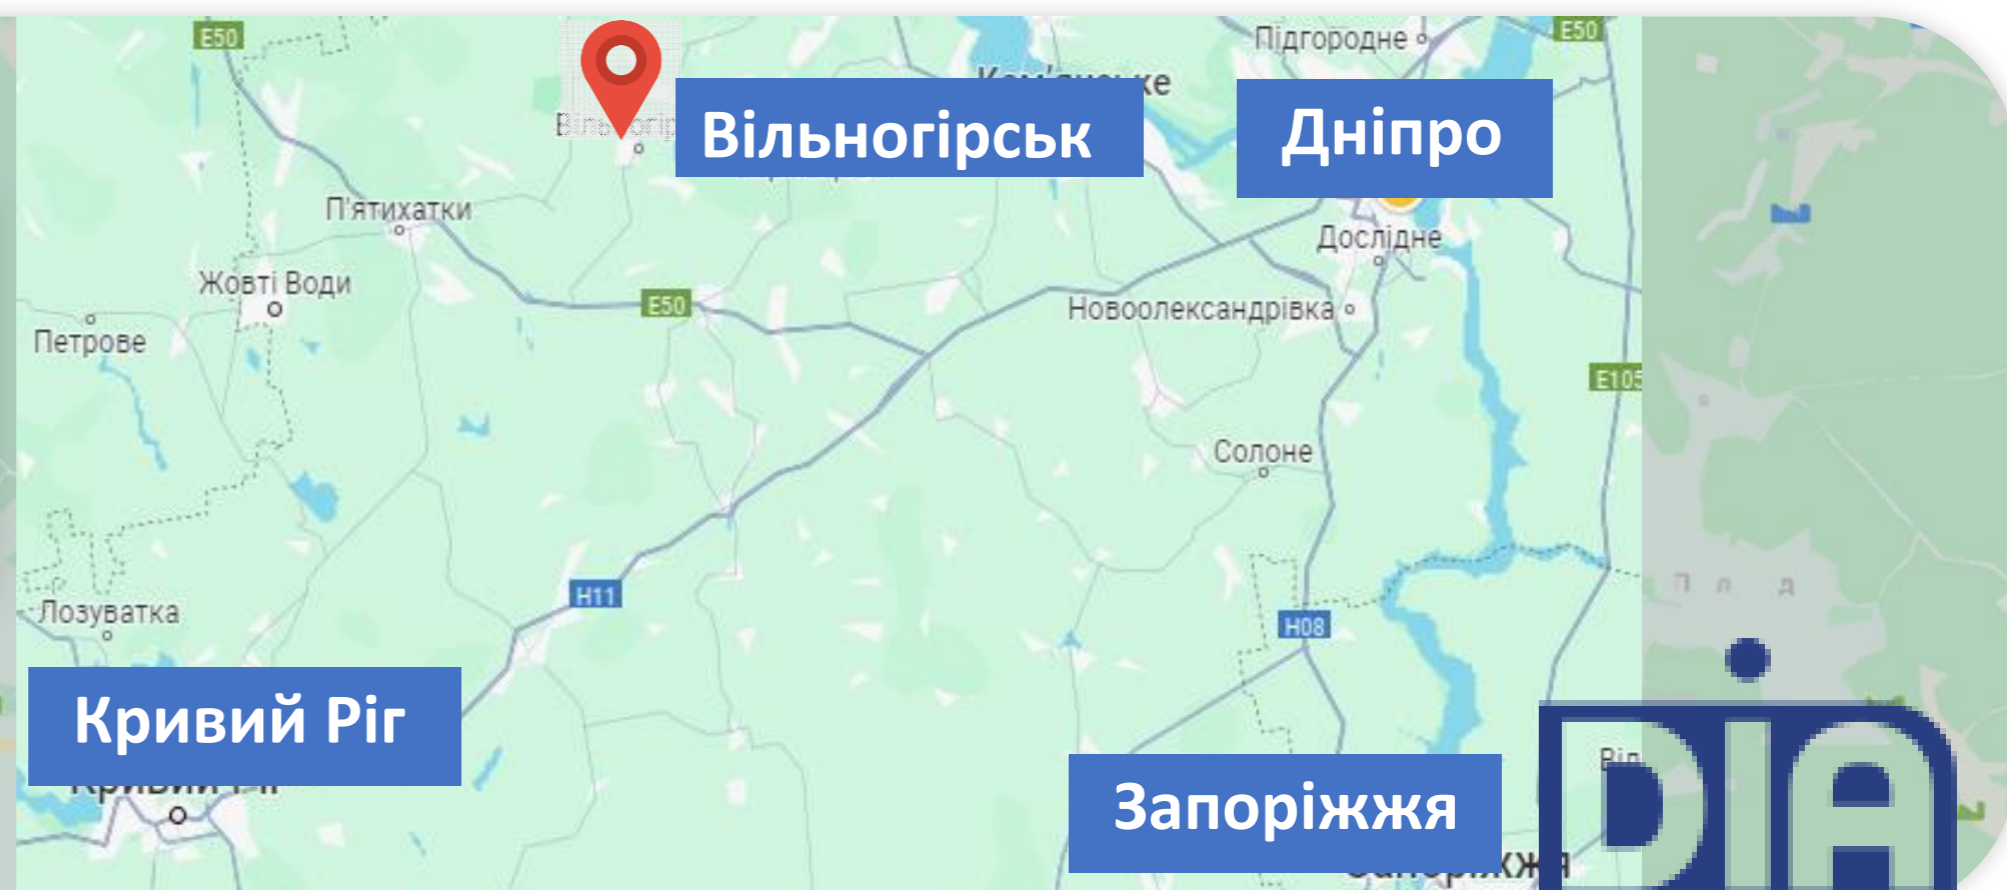 E50
Підгородне
E50
Вільногірськ
Дніпро
П'ятихатки
Дослідне
Жовті Води
E50
Новоолександрівка
Петрове
E105
Солоне
H11
Лозуватка
H08
П л д
Кривий Ріг
Запоріжжя
DIA